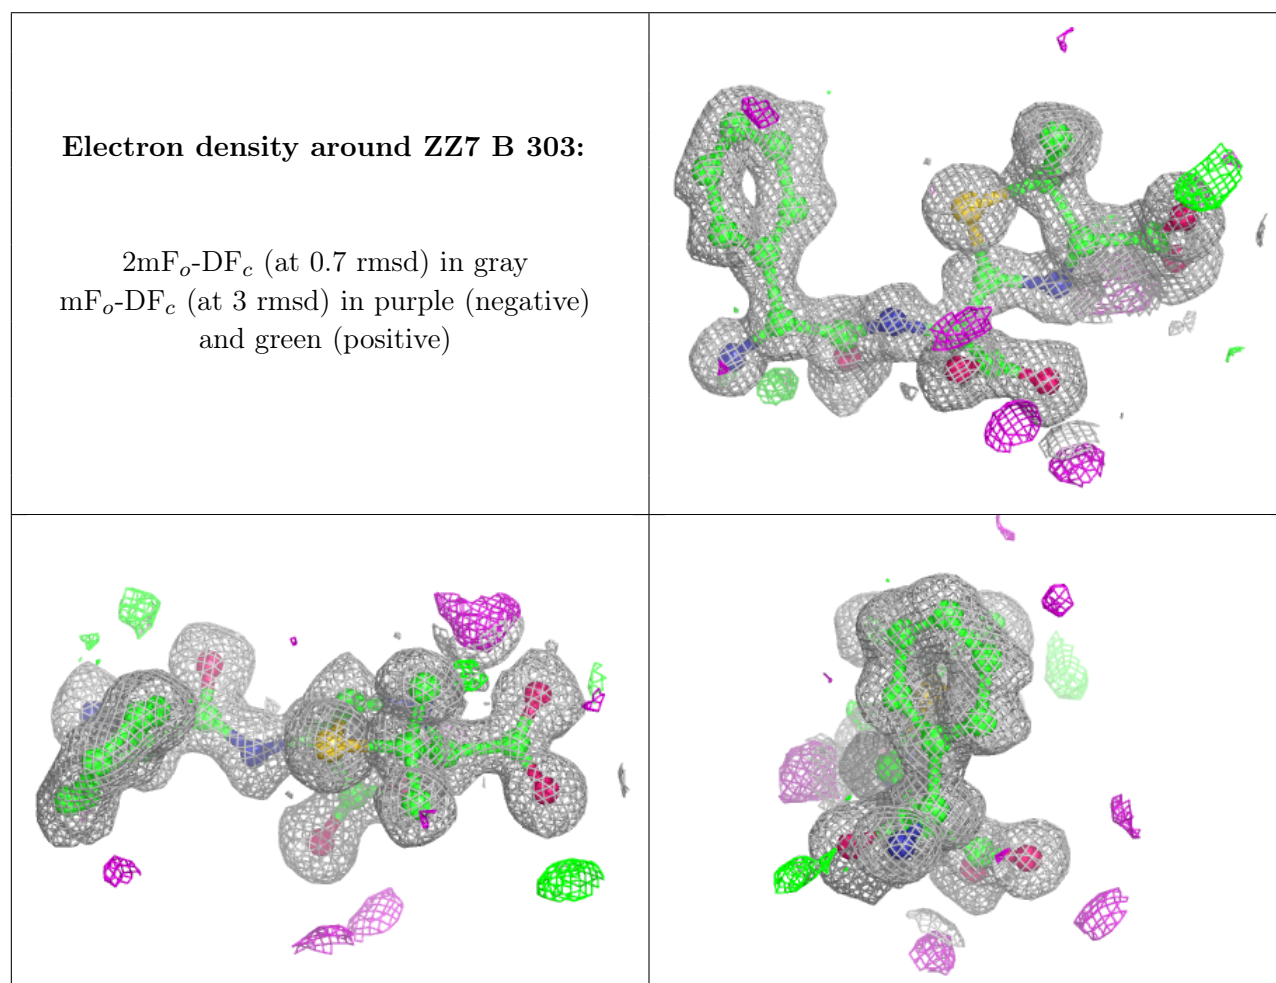 Electron density around ZZ7 B 303:
2mFₒ-DF𝒸 (at 0.7 rmsd) in gray
mFₒ-DF𝒸 (at 3 rmsd) in purple (negative)
and green (positive)